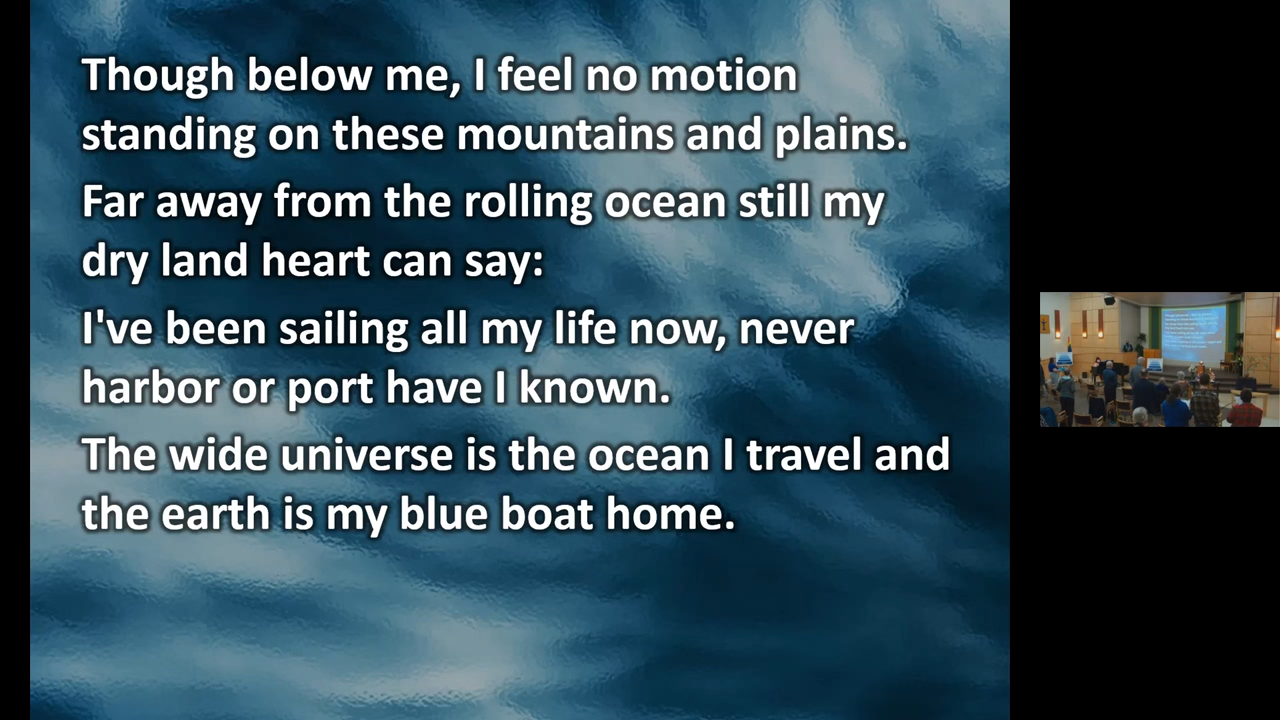 Though below me, I feel no motion
standing on these mountains and plains.
Far away from the rolling ocean still my
dry land heart can say:
I've been sailing all my life now, never
harbor or port have I known.
The wide universe is the ocean I travel and
the earth is my blue boat home.